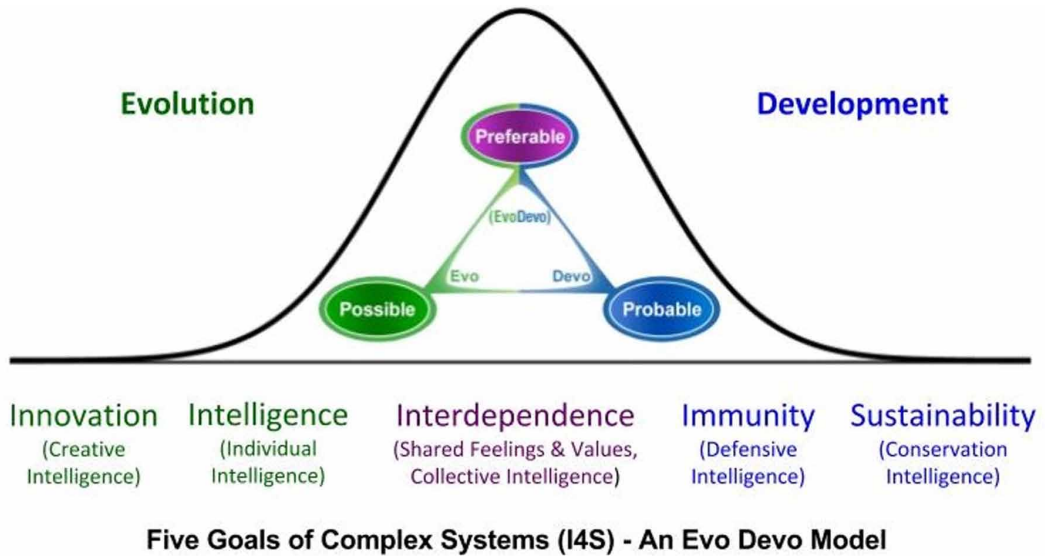 Evolution
Development
Preferable
(EvoDevo)
Evo
Devo
Possible
Probable
Innovation
(Creative
Intelligence)
Intelligence
(Individual
Intelligence)
Interdependence
(Shared Feelings & Values,
Collective Intelligence)
Immunity
(Defensive
Intelligence)
Sustainability
(Conservation
Intelligence)
Five Goals of Complex Systems (I4S) - An Evo Devo Model